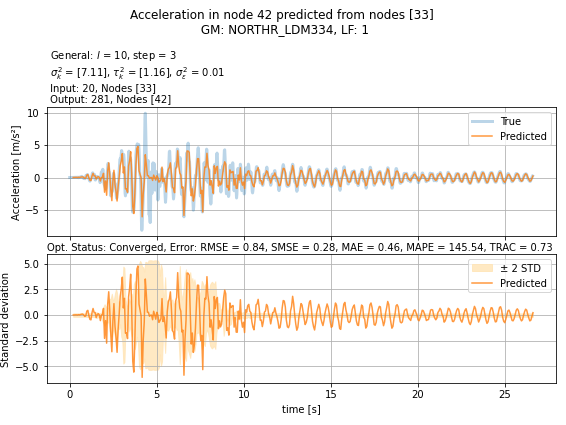 Acceleration in node 42 predicted from nodes [33]
GM: NORTHR_LDM334, LF: 1
General: l = 10, step = 3
σ²ₖ = [7.11], τ²ₖ = [1.16], σ²ε = 0.01
Input: 20, Nodes [33]
Output: 281, Nodes [42]
10
5
0
−5
Acceleration [m/s²]
True
Predicted
Opt. Status: Converged, Error: RMSE = 0.84, SMSE = 0.28, MAE = 0.46, MAPE = 145.54, TRAC = 0.73
5.0
2.5
0.0
−2.5
−5.0
Standard deviation
± 2 STD
Predicted
0 5 10 15 20 25
time [s]